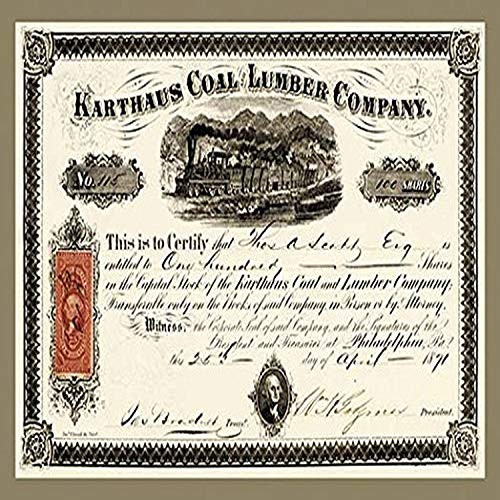 KARTHAUS COAL AND LUMBER COMPANY.
No. 115
100 SHARES
This is to Certify that Thos A Scott Esq is
entitled to One hundred Shares
in the Capital Stock of the Karthaus Coal and Lumber Company,
Transferable only on the Books of said Company, in Person or by Attorney.
Witness, the Corporate Seal of said Company, and the Signatures of the
President and Treasurer at Philadelphia, Pa.
this 25th day of April 1871
Treasr.
President.